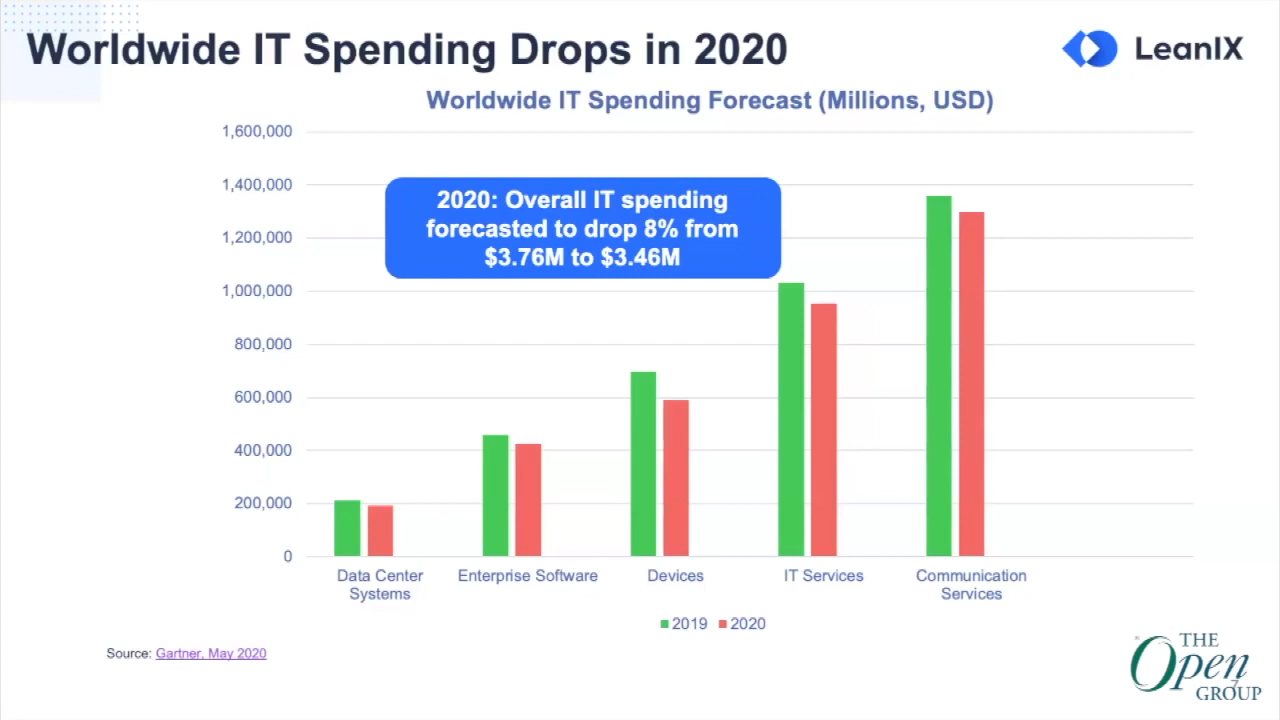 Worldwide IT Spending Drops in 2020
LeanIX
Worldwide IT Spending Forecast (Millions, USD)
1,600,000
1,400,000
1,200,000
1,000,000
800,000
600,000
400,000
200,000
0
2020: Overall IT spending
forecasted to drop 8% from
$3.76M to $3.46M
Data Center
Systems
Enterprise Software
Devices
IT Services
Communication
Services
2019
2020
Source: Gartner, May 2020
THE
Open
GROUP
7